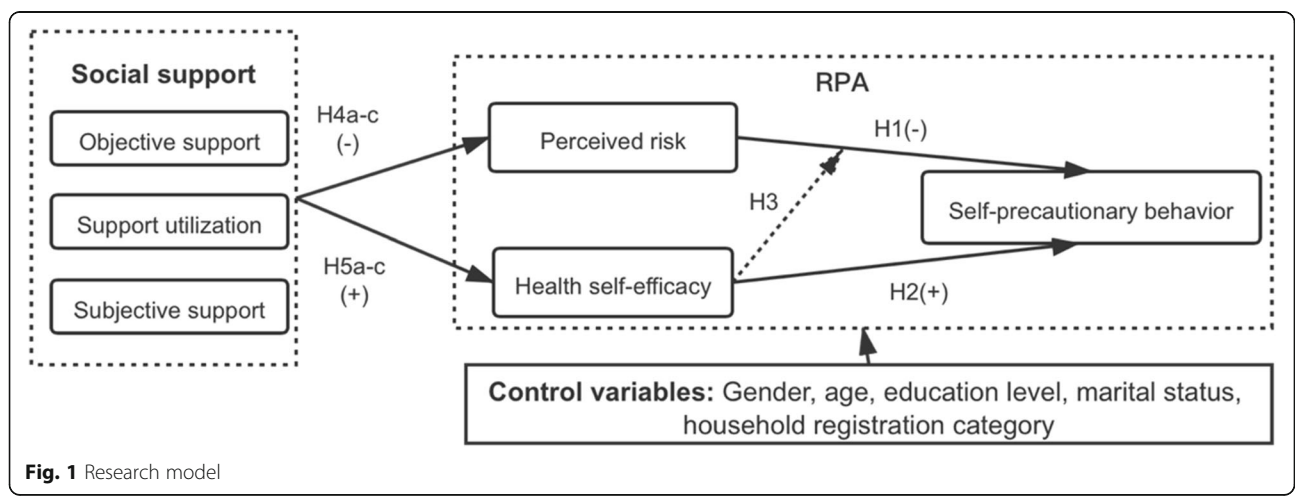 Social support
Objective support
Support utilization
Subjective support
H4a-c
(-)
H5a-c
(+)
RPA
Perceived risk
Health self-efficacy
H3
H1(-)
H2(+)
Self-precautionary behavior
Control variables: Gender, age, education level, marital status,
household registration category
Fig. 1 Research model